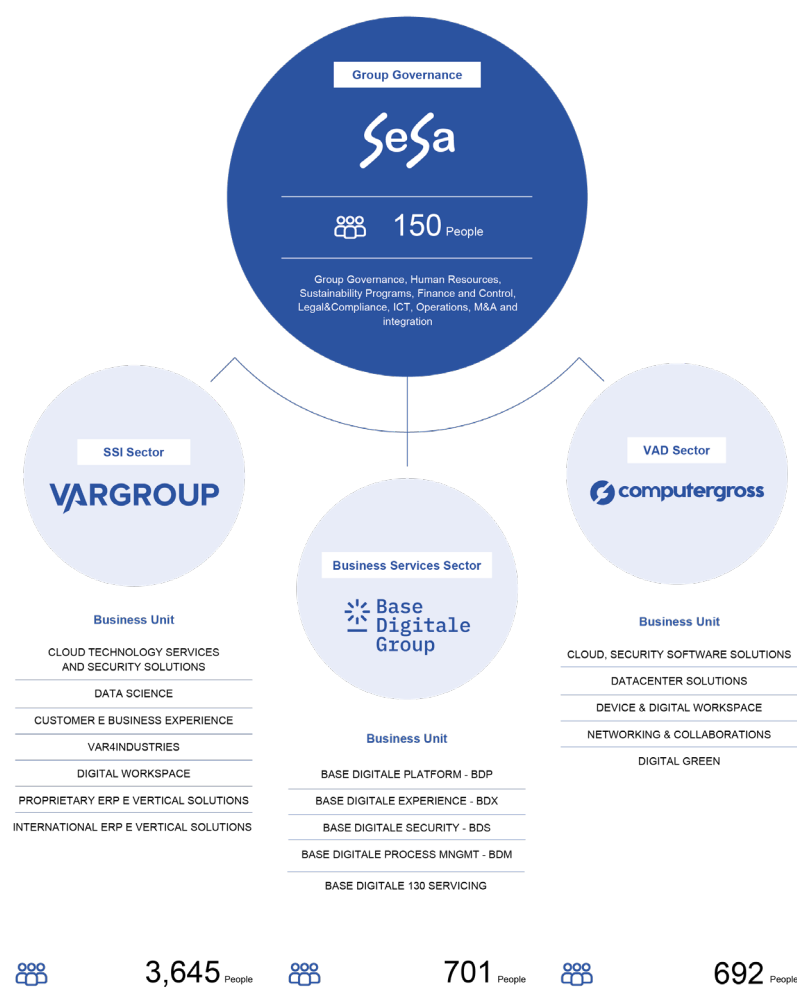 Group Governance
SeSa
150 People
Group Governance, Human Resources,
Sustainability Programs, Finance and Control,
Legal&Compliance, ICT, Operations, M&A and
integration
SSI Sector
VARGROUP
Business Unit
CLOUD TECHNOLOGY SERVICES
AND SECURITY SOLUTIONS
DATA SCIENCE
CUSTOMER E BUSINESS EXPERIENCE
VAR4INDUSTRIES
DIGITAL WORKSPACE
PROPRIETARY ERP E VERTICAL SOLUTIONS
INTERNATIONAL ERP E VERTICAL SOLUTIONS
3,645 People
Business Services Sector
Base
Digitale
Group
Business Unit
BASE DIGITALE PLATFORM - BDP
BASE DIGITALE EXPERIENCE - BDX
BASE DIGITALE SECURITY - BDS
BASE DIGITALE PROCESS MNGMT - BDM
BASE DIGITALE 130 SERVICING
701 People
VAD Sector
computergross
Business Unit
CLOUD, SECURITY SOFTWARE SOLUTIONS
DATACENTER SOLUTIONS
DEVICE & DIGITAL WORKSPACE
NETWORKING & COLLABORATIONS
DIGITAL GREEN
692 People